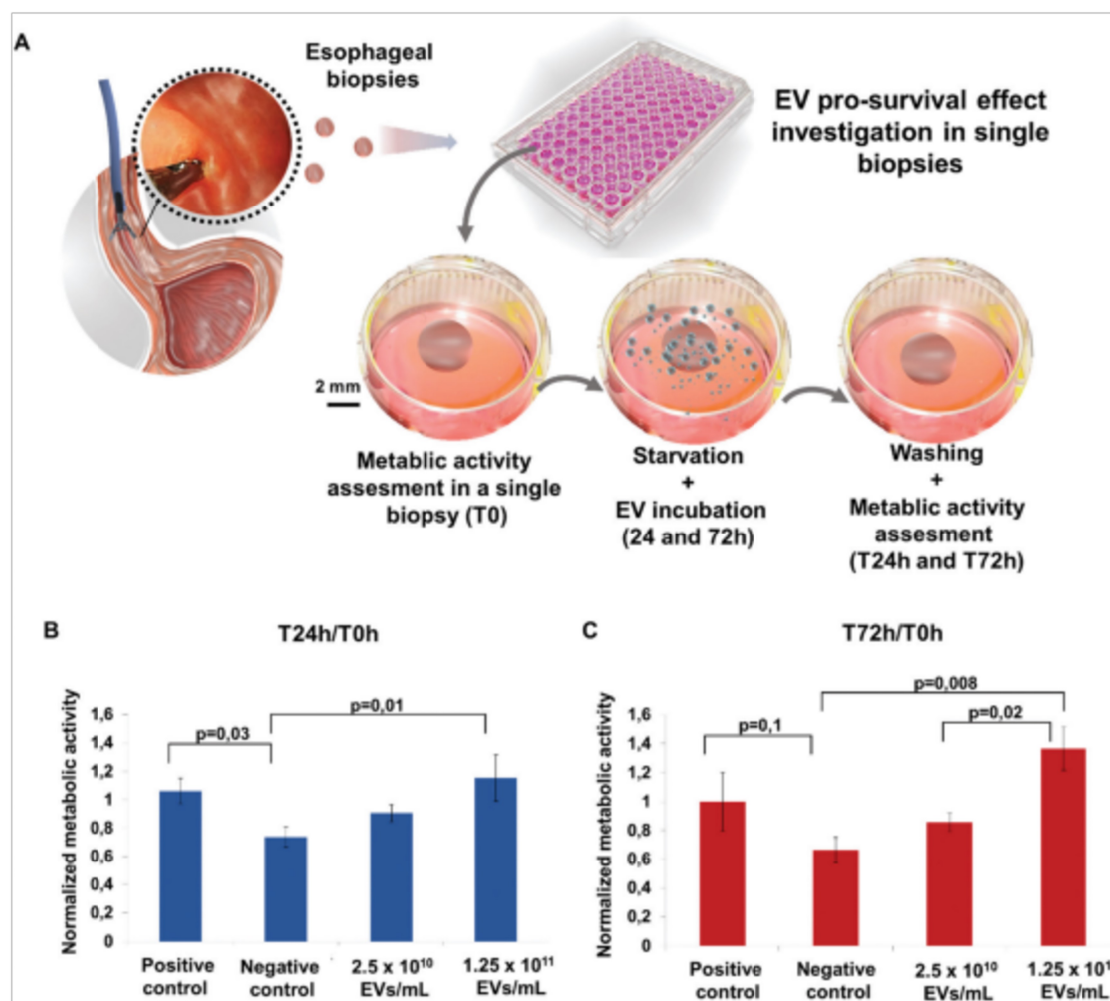 A
Esophageal
biopsies
EV pro-survival effect
investigation in single
biopsies
2 mm
Metablic activity
assesment in a single
biopsy (T0)
Starvation
+
EV incubation
(24 and 72h)
Washing
+
Metablic activity
assesment
(T24h and T72h)
B
T24h/T0h
Normalized metabolic activity
1,6
1,4
1,2
1
0,8
0,6
0,4
0,2
0
p=0,03
p=0,01
Positive
control
Negative
control
2.5 x 10¹⁰
EVs/mL
1.25 x 10¹¹
EVs/mL
C
T72h/T0h
Normalized metabolic activity
1,6
1,4
1,2
1
0,8
0,6
0,4
0,2
0
p=0,1
p=0,008
p=0,02
Positive
control
Negative
control
2.5 x 10¹⁰
EVs/mL
1.25 x 10¹
EVs/mL